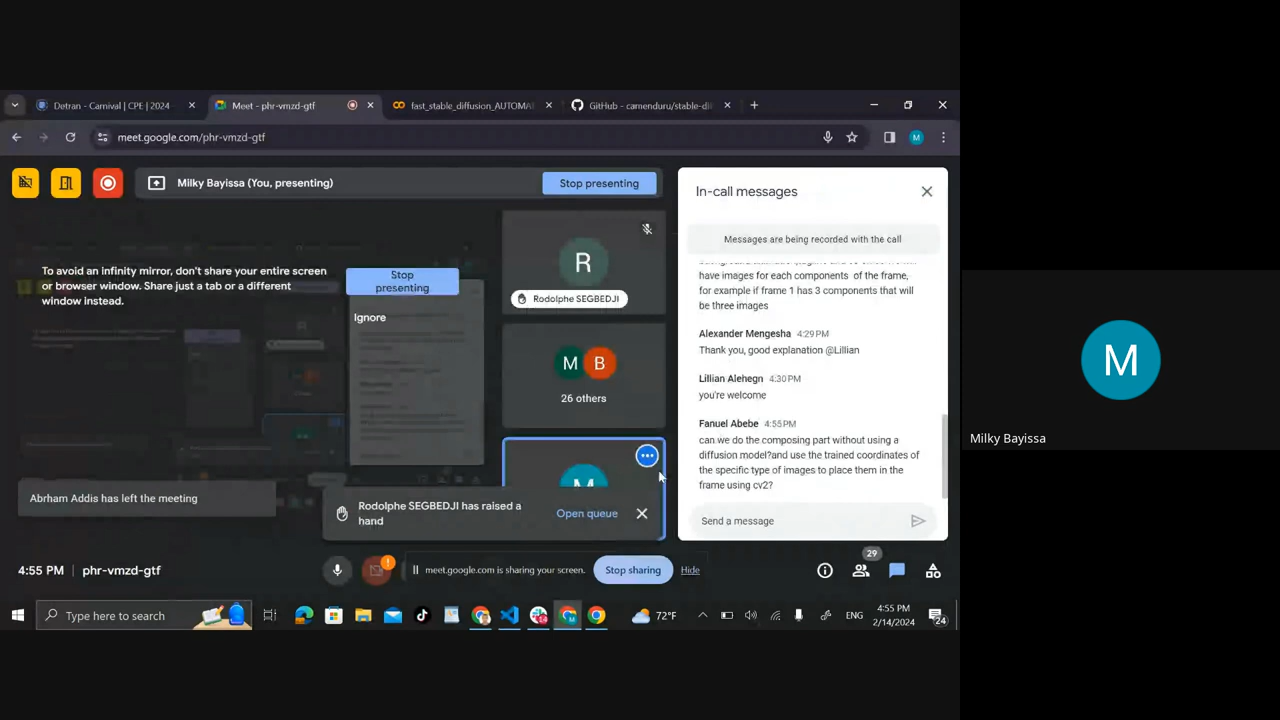 Detran - Carnival | CPE | 2024
Meet - phr-vmzd-gtf
fast_stable_diffusion_AUTOMA
GitHub - camenduru/stable-dif
meet.google.com/phr-vmzd-gtf
M
Milky Bayissa (You, presenting)
Stop presenting
In-call messages
Messages are being recorded with the call
have images for each components of the frame,
for example if frame 1 has 3 components that will
be three images
Alexander Mengesha 4:29 PM
Thank you, good explanation @Lillian
Lillian Alehegn 4:30 PM
you're welcome
Fanuel Abebe 4:55 PM
can we do the composing part without using a
diffusion model?and use the trained coordinates of
the specific type of images to place them in the
frame using cv2?
Send a message
To avoid an infinity mirror, don't share your entire screen
or browser window. Share just a tab or a different
window instead.
Stop
presenting
Ignore
R
Rodolphe SEGBEDJI
M B
26 others
M
Abrham Addis has left the meeting
Rodolphe SEGBEDJI has raised a
hand
Open queue
4:55 PM | phr-vmzd-gtf
meet.google.com is sharing your screen.
Stop sharing
Hide
29
Type here to search
72°F
ENG
4:55 PM
2/14/2024
24
M
Milky Bayissa